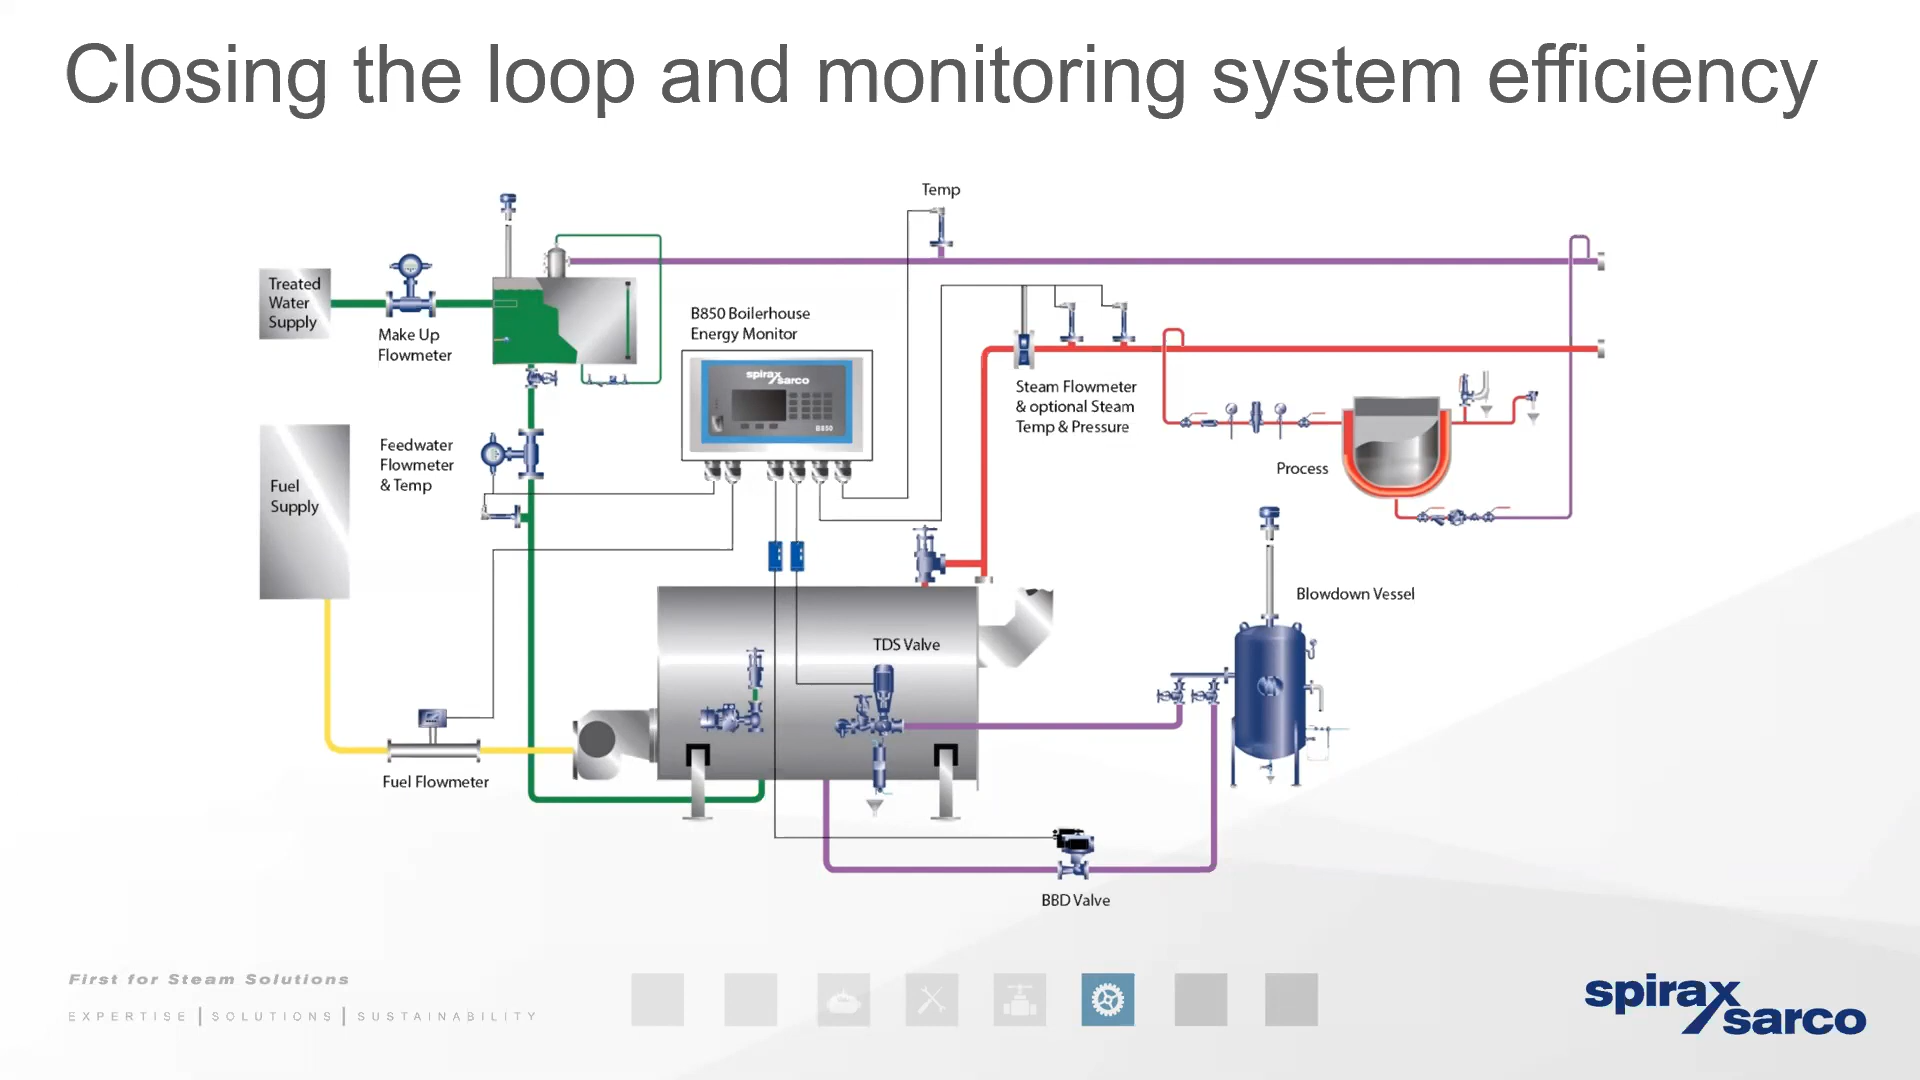 Closing the loop and monitoring system efficiency
Temp
Treated
Water
Supply
Make Up
Flowmeter
B850 Boilerhouse
Energy Monitor
spirax
sarco
B850
Steam Flowmeter
& optional Steam
Temp & Pressure
Feedwater
Flowmeter
& Temp
Fuel
Supply
Process
Blowdown Vessel
TDS Valve
Fuel Flowmeter
BBD Valve
First for Steam Solutions
EXPERTISE | SOLUTIONS | SUSTAINABILITY
spirax
sarco